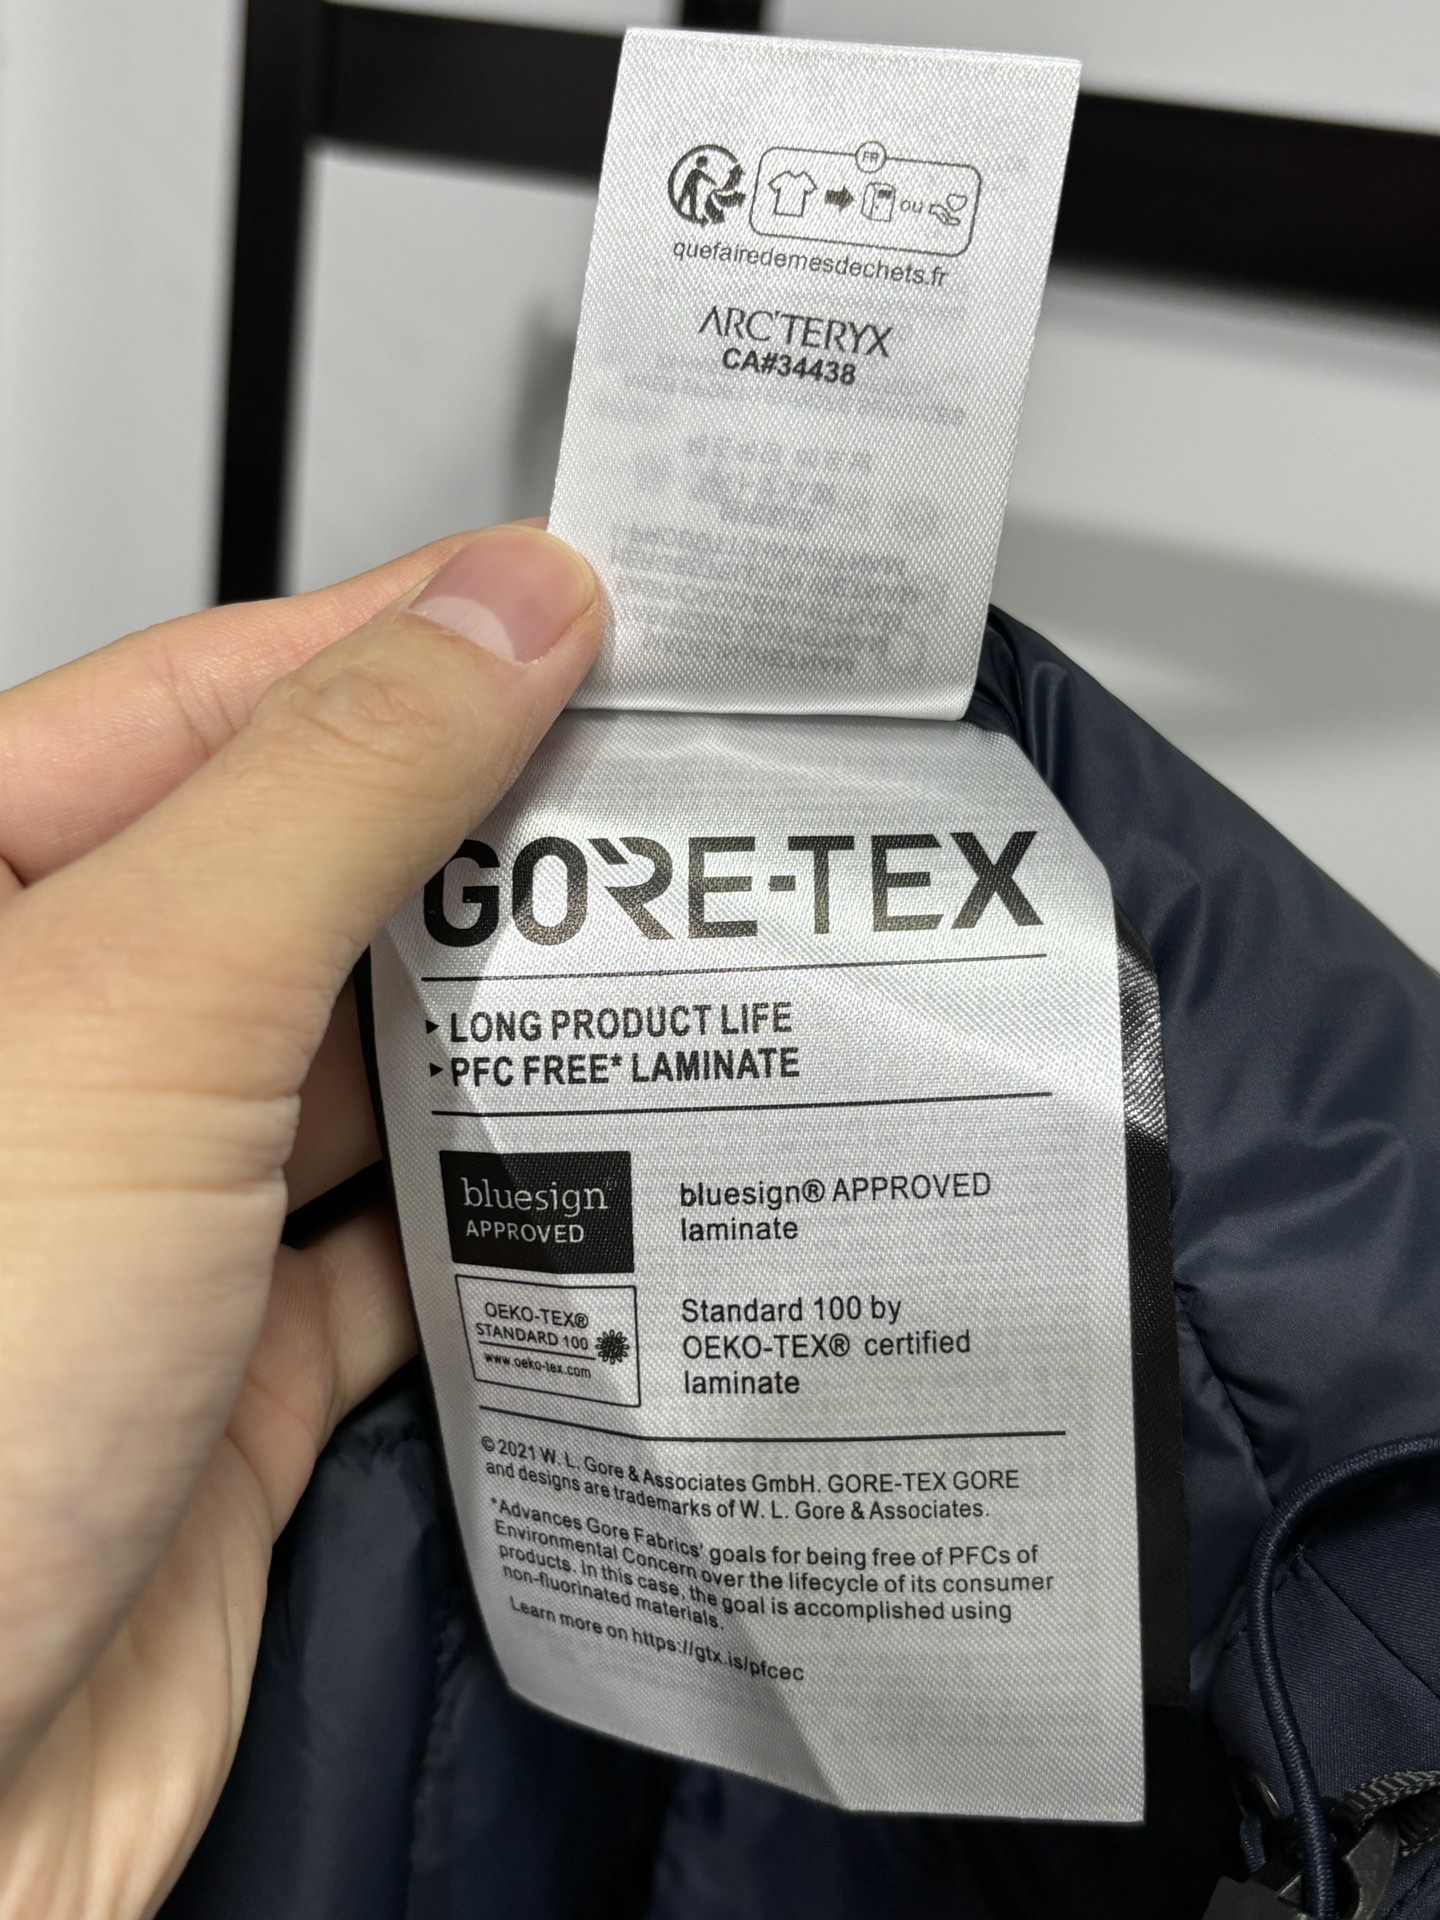 FR
ou
quefairedemesdechets.fr
ARC'TERYX
CA#34438
GORE-TEX
▸ LONG PRODUCT LIFE
▸ PFC FREE* LAMINATE
bluesign®
APPROVED
bluesign® APPROVED
laminate
OEKO-TEX®
STANDARD 100
www.oeko-tex.com
Standard 100 by
OEKO-TEX® certified
laminate
© 2021 W. L. Gore & Associates GmbH. GORE-TEX GORE
and designs are trademarks of W. L. Gore & Associates.
*Advances Gore Fabrics' goals for being free of PFCs of
Environmental Concern over the lifecycle of its consumer
products. In this case, the goal is accomplished using
non-fluorinated materials.
Learn more on https://gtx.is/pfcec